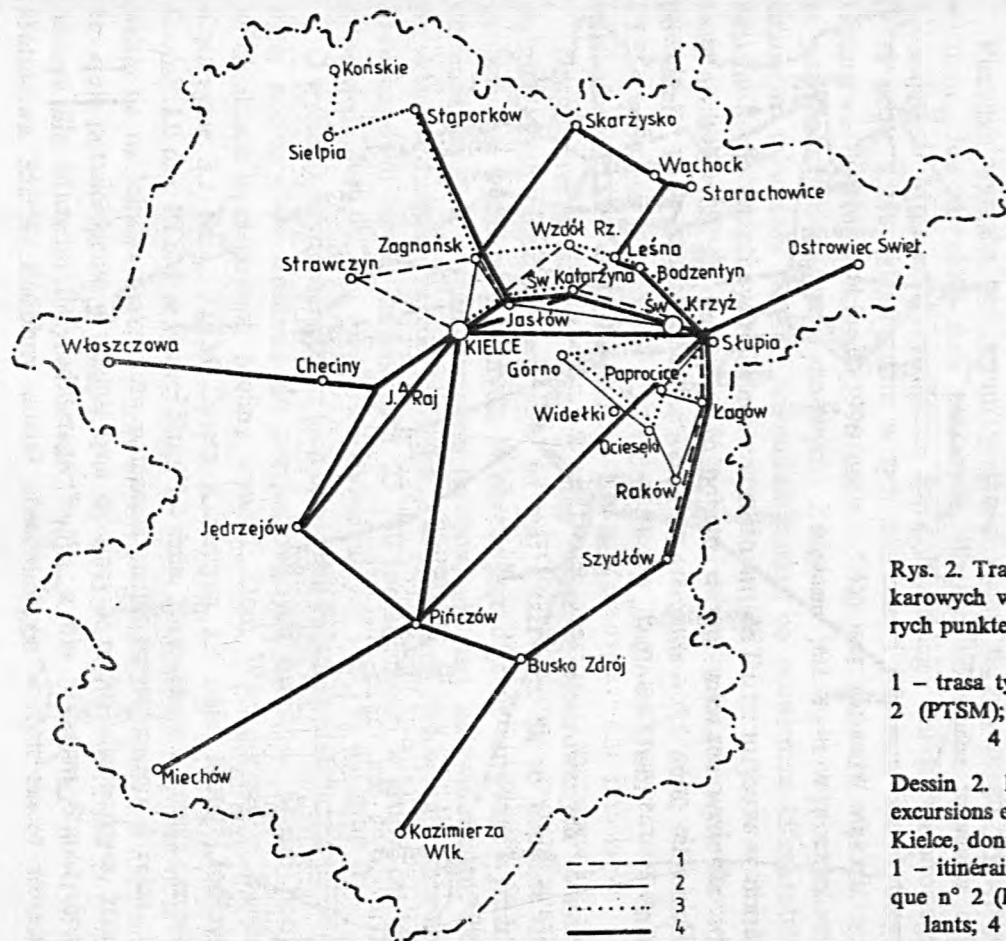 Końskie
Stąporków
Sielpia
Skarżysko
Wąchock
Starachowice
Wzdół Rz.
Leśna
Zagnańsk
Ostrowiec Swięt.
Strawczyn
Św Katarzyna
Bodzentyn
Św Krzyż
Jasłów
KIELCE
Słupia
Włoszczowa
Checiny
Górno
Paprocice
J. Raj
Widełki
Łagów
Ociesęki
Raków
Jędrzejów
Szydłów
Pińczów
Busko Zdrój
Miechów
Kazimierza
Wlk.
1
2
3
4
Rys. 2. Tra
karowych w
rych punkte
1 – trasa ty
2 (PTSM);
4
Dessin 2.
excursions e
Kielce, don
1 – itinérai
que n° 2 (
lants; 4